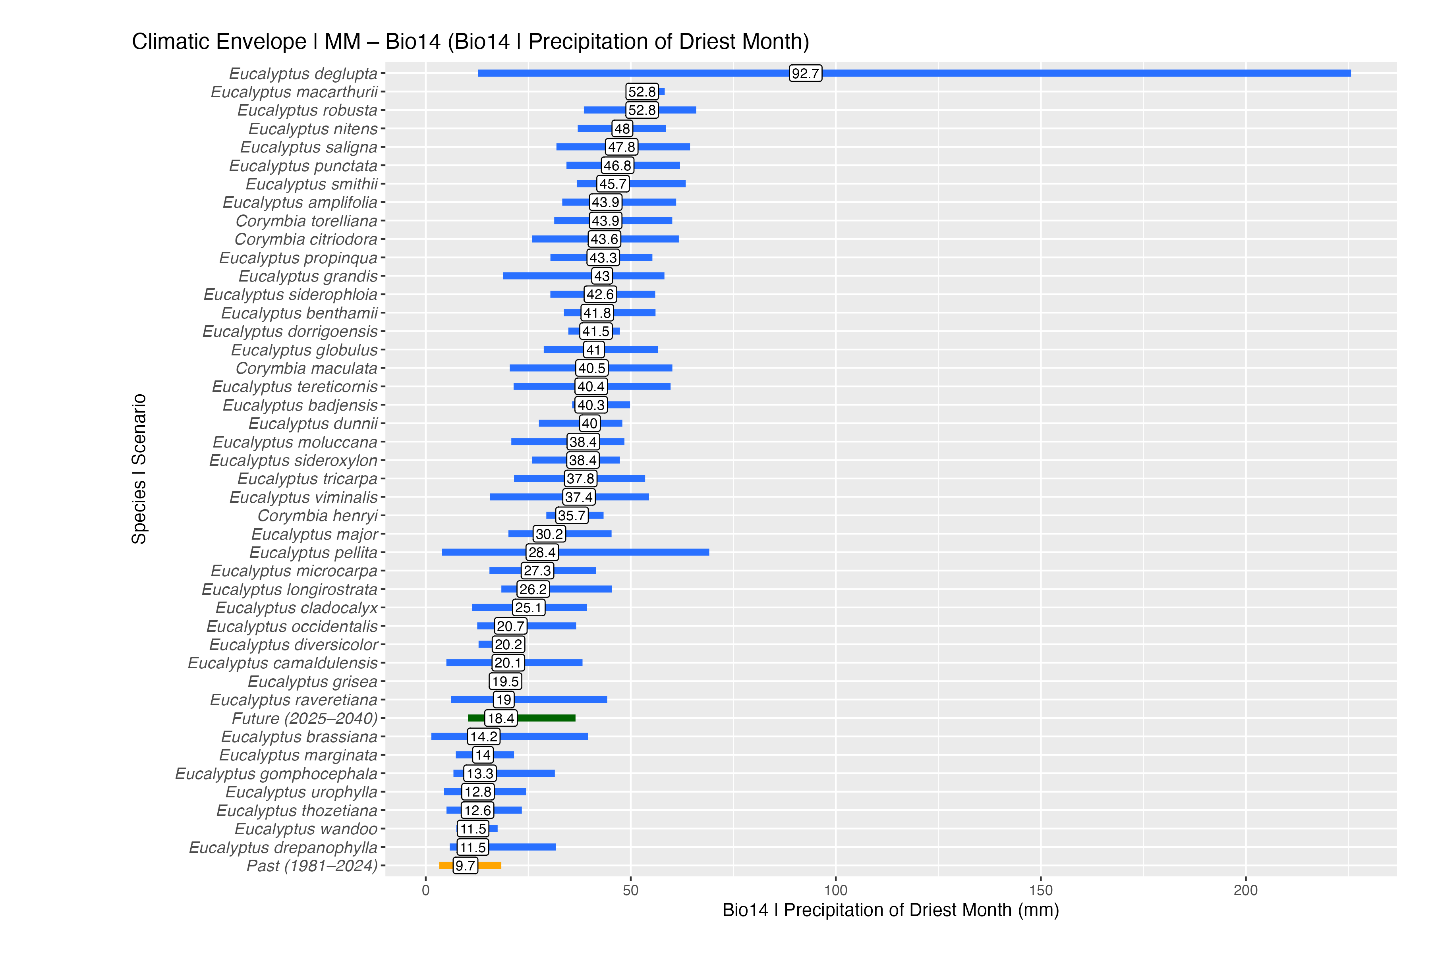 Climatic Envelope | MM – Bio14 (Bio14 | Precipitation of Driest Month)
Species | Scenario
Eucalyptus deglupta 92.7
Eucalyptus macarthurii 52.8
Eucalyptus robusta 52.8
Eucalyptus nitens 48
Eucalyptus saligna 47.8
Eucalyptus punctata 46.8
Eucalyptus smithii 45.7
Eucalyptus amplifolia 43.9
Corymbia torelliana 43.9
Corymbia citriodora 43.6
Eucalyptus propinqua 43.3
Eucalyptus grandis 43
Eucalyptus siderophloia 42.6
Eucalyptus benthamii 41.8
Eucalyptus dorrigoensis 41.5
Eucalyptus globulus 41
Corymbia maculata 40.5
Eucalyptus tereticornis 40.4
Eucalyptus badjensis 40.3
Eucalyptus dunnii 40
Eucalyptus moluccana 38.4
Eucalyptus sideroxylon 38.4
Eucalyptus tricarpa 37.8
Eucalyptus viminalis 37.4
Corymbia henryi 35.7
Eucalyptus major 30.2
Eucalyptus pellita 28.4
Eucalyptus microcarpa 27.3
Eucalyptus longirostrata 26.2
Eucalyptus cladocalyx 25.1
Eucalyptus occidentalis 20.7
Eucalyptus diversicolor 20.2
Eucalyptus camaldulensis 20.1
Eucalyptus grisea 19.5
Eucalyptus raveretiana 19
Future (2025–2040) 18.4
Eucalyptus brassiana 14.2
Eucalyptus marginata 14
Eucalyptus gomphocephala 13.3
Eucalyptus urophylla 12.8
Eucalyptus thozetiana 12.6
Eucalyptus wandoo 11.5
Eucalyptus drepanophylla 11.5
Past (1981–2024) 9.7
0 50 100 150 200
Bio14 | Precipitation of Driest Month (mm)